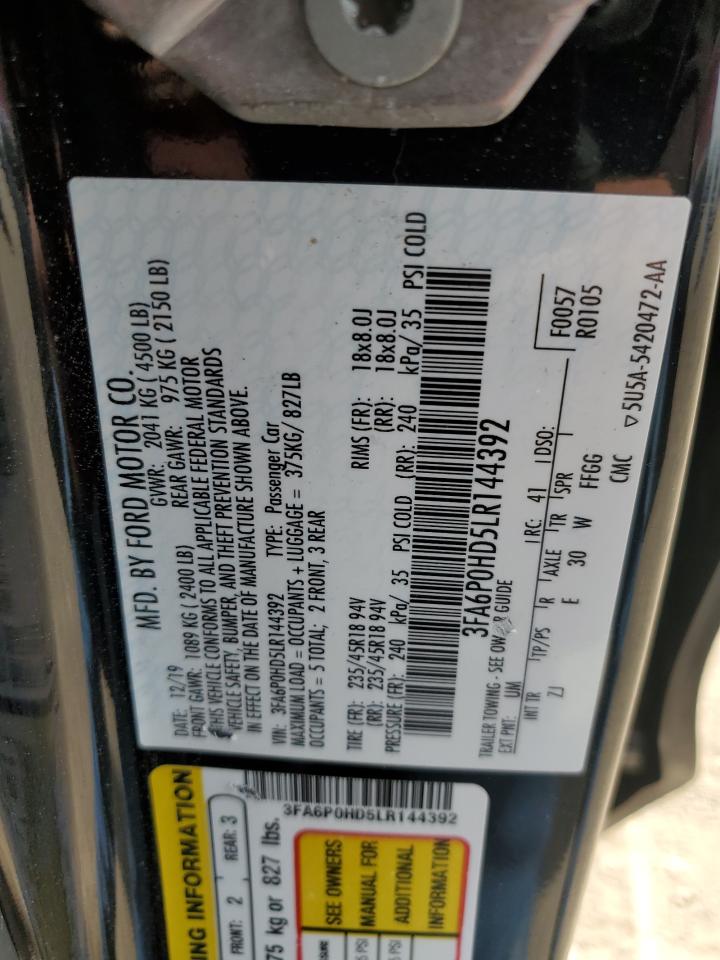 MFD. BY FORD MOTOR CO.
DATE: 12/19 GVWR: 2041 KG ( 4500 LB)
FRONT GAWR: 1089 KG ( 2400 LB) REAR GAWR: 975 KG ( 2150 LB)
THIS VEHICLE CONFORMS TO ALL APPLICABLE FEDERAL MOTOR
VEHICLE SAFETY, BUMPER, AND THEFT PREVENTION STANDARDS
IN EFFECT ON THE DATE OF MANUFACTURE SHOWN ABOVE.
VIN: 3FA6P0HD5LR144392 TYPE: Passenger Car
MAXIMUM LOAD = OCCUPANTS + LUGGAGE = 375KG/ 827LB
OCCUPANTS = 5 TOTAL; 2 FRONT, 3 REAR
TIRE (FR): 235/45R18 94V RIMS (FR): 18x8.0J
(RR): 235/45R18 94V (RR): 18x8.0J
PRESSURE (FR): 240 kPa/ 35 PSI COLD (RR): 240 kPa/ 35 PSI COLD
3FA6P0HD5LR144392
TRAILER TOWING - SEE OWNER GUIDE
EXT PNT: UM RC: 41 DSO: F0057
R0105
INT TR TP/PS R AXLE TR SPR
ZJ E 30 W FFGG
CMC ▽5U5A-5420472-AA
3FA6P0HD5LR144392
ING INFORMATION
FRONT: 2 REAR: 3
75 kg or 827 lbs.
SEE OWNERS
MANUAL FOR
ADDITIONAL
INFORMATION
PSI
PSI